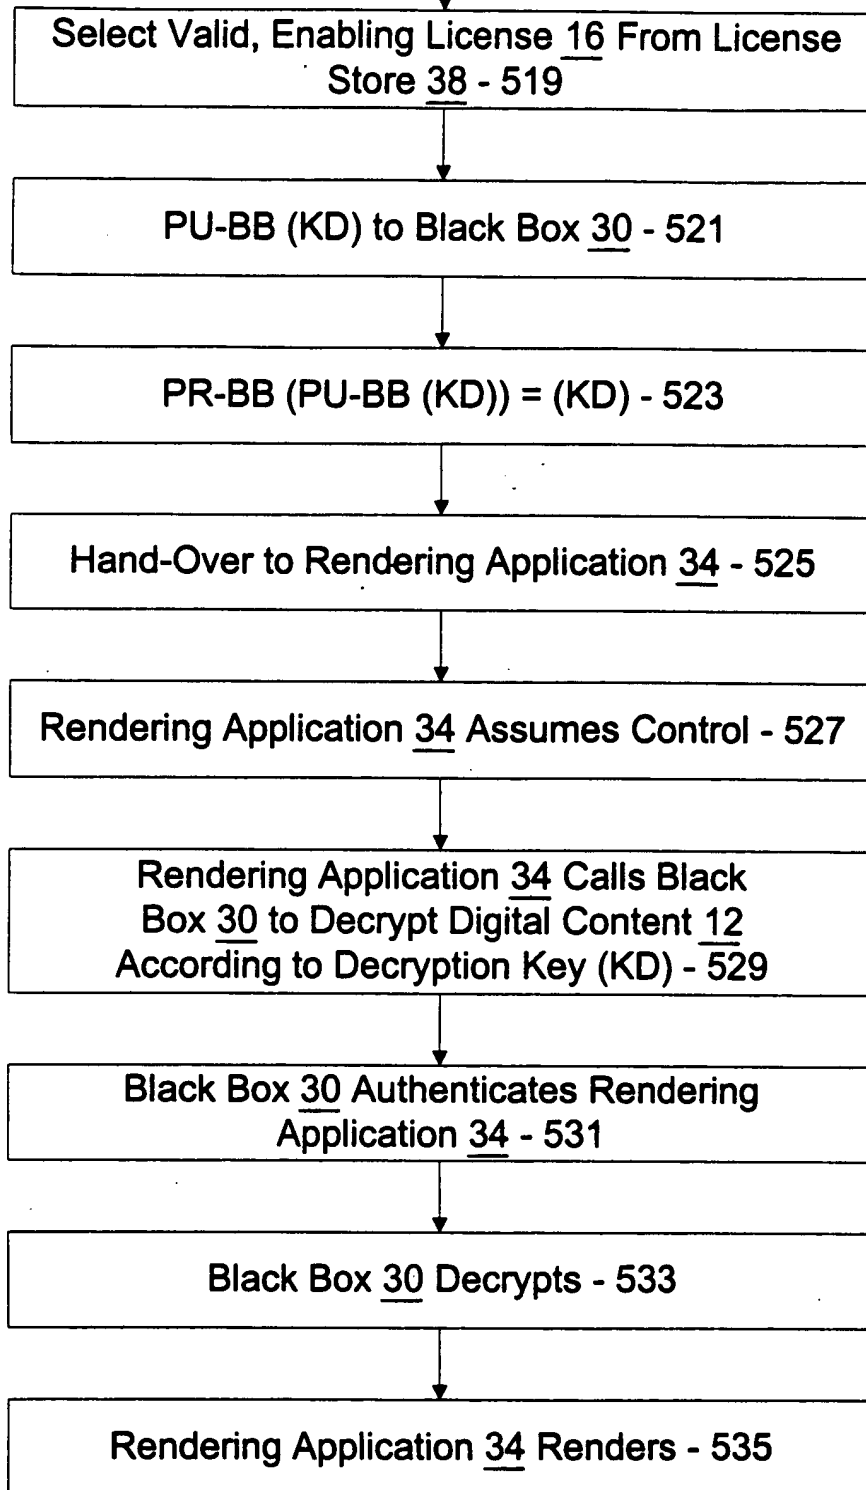 Select Valid, Enabling License 16 From License
Store 38 - 519
PU-BB (KD) to Black Box 30 - 521
PR-BB (PU-BB (KD)) = (KD) - 523
Hand-Over to Rendering Application 34 - 525
Rendering Application 34 Assumes Control - 527
Rendering Application 34 Calls Black
Box 30 to Decrypt Digital Content 12
According to Decryption Key (KD) - 529
Black Box 30 Authenticates Rendering
Application 34 - 531
Black Box 30 Decrypts - 533
Rendering Application 34 Renders - 535